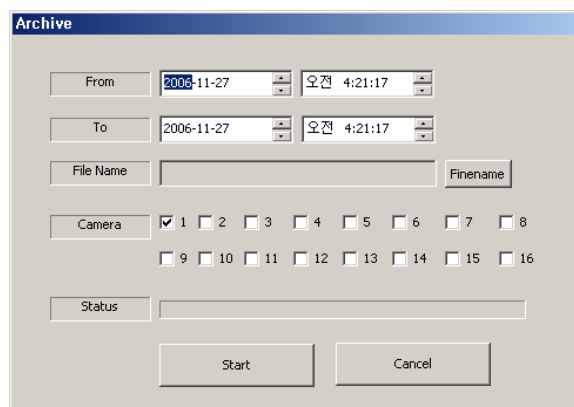 Archive
From 2006-11-27 오전 4:21:17
To 2006-11-27 오전 4:21:17
File Name Finename
Camera 1 2 3 4 5 6 7 8
9 10 11 12 13 14 15 16
Status
Start Cancel